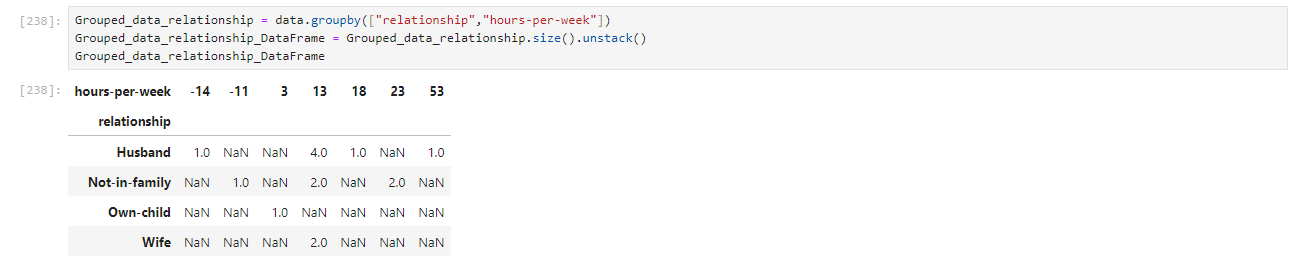 [238]: Grouped_data_relationship = data.groupby(["relationship","hours-per-week"])
Grouped_data_relationship_DataFrame = Grouped_data_relationship.size().unstack()
Grouped_data_relationship_DataFrame
[238]: hours-per-week -14 -11 3 13 18 23 53
relationship
Husband 1.0 NaN NaN 4.0 1.0 NaN 1.0
Not-in-family NaN 1.0 NaN 2.0 NaN 2.0 NaN
Own-child NaN NaN 1.0 NaN NaN NaN NaN
Wife NaN NaN NaN 2.0 NaN NaN NaN